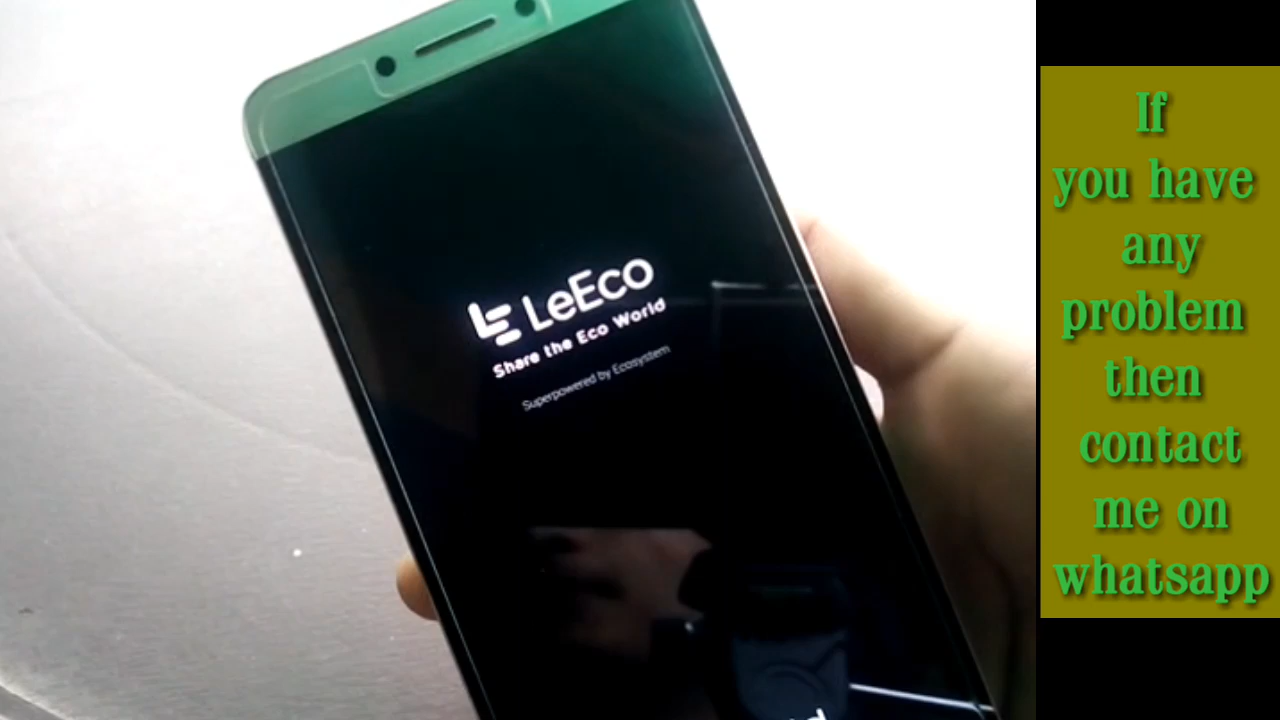 LeEco
Share the Eco World
Superpowered by Ecosystem
If
you have
any
problem
then
contact
me on
whatsapp